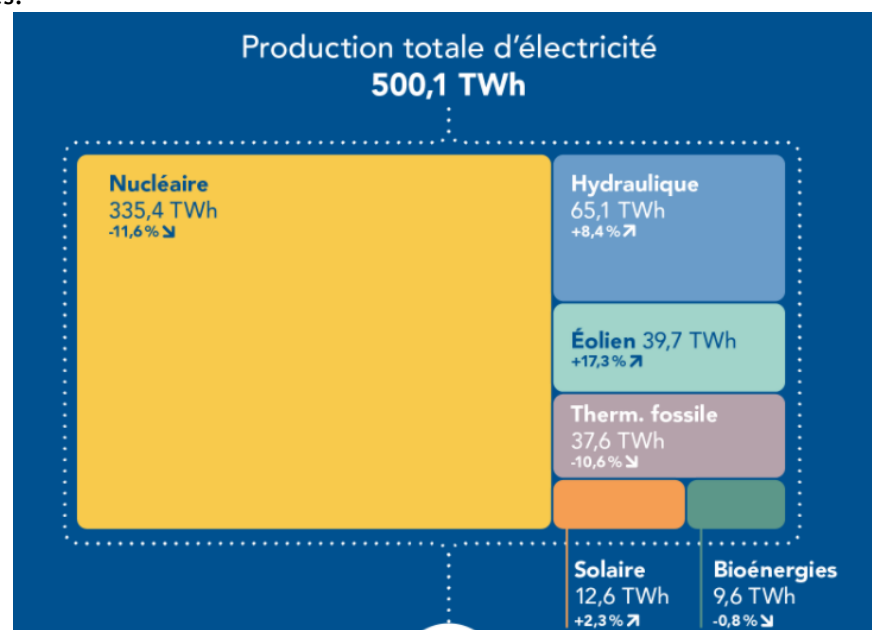 Production totale d'électricité
500,1 TWh
Nucléaire
335,4 TWh
-11,6 %
Hydraulique
65,1 TWh
+8,4 %
Éolien 39,7 TWh
+17,3 %
Therm. fossile
37,6 TWh
-10,6 %
Solaire
12,6 TWh
+2,3 %
Bioénergies
9,6 TWh
-0,8 %